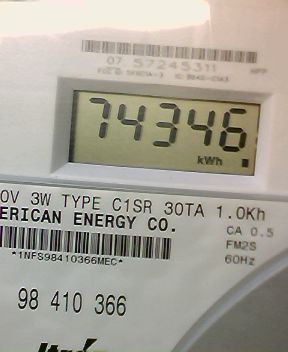 07 57245311
74346
kWh
0V 3W TYPE C1SR 30TA 1.0Kh
ERICAN ENERGY CO.
CA 0.5
FM2S
*1NFS98410366MEC*
60Hz
98 410 366